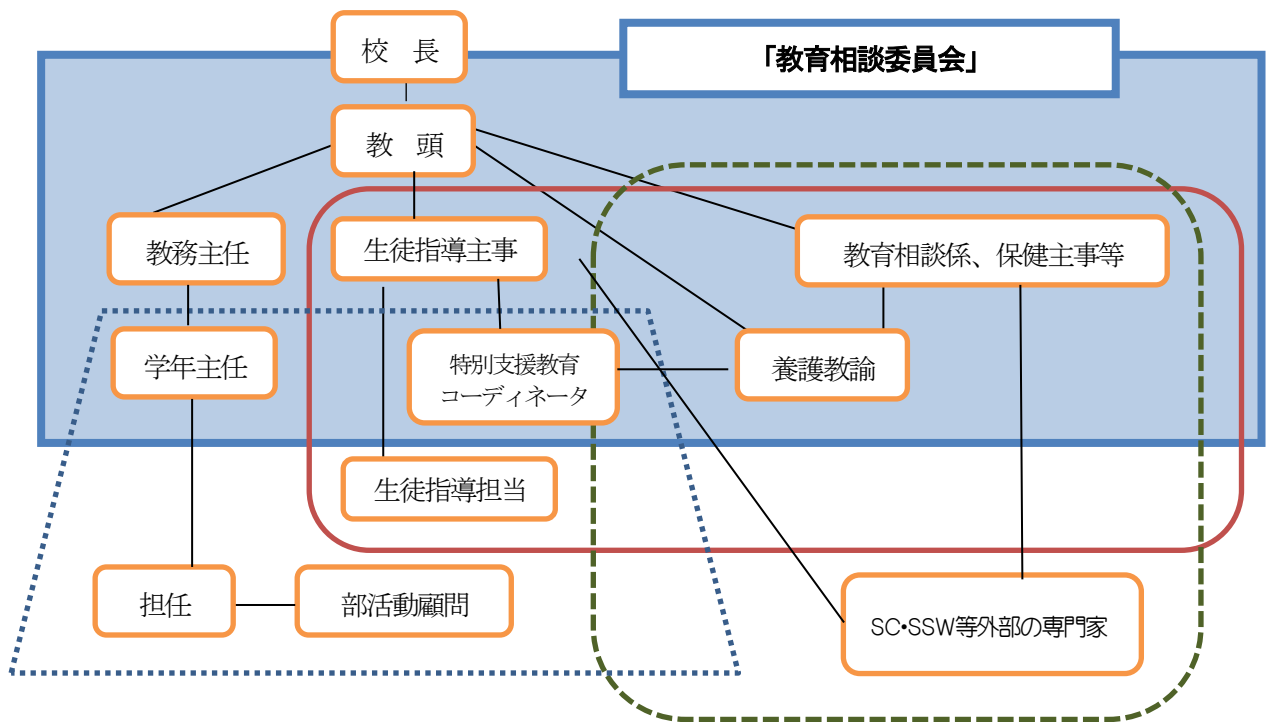 校　長
「教育相談委員会」
教　頭
教務主任
生徒指導主事
教育相談係、保健主事等
学年主任
特別支援教育
コーディネータ
養護教諭
生徒指導担当
担任
部活動顧問
SC・SSW等外部の専門家